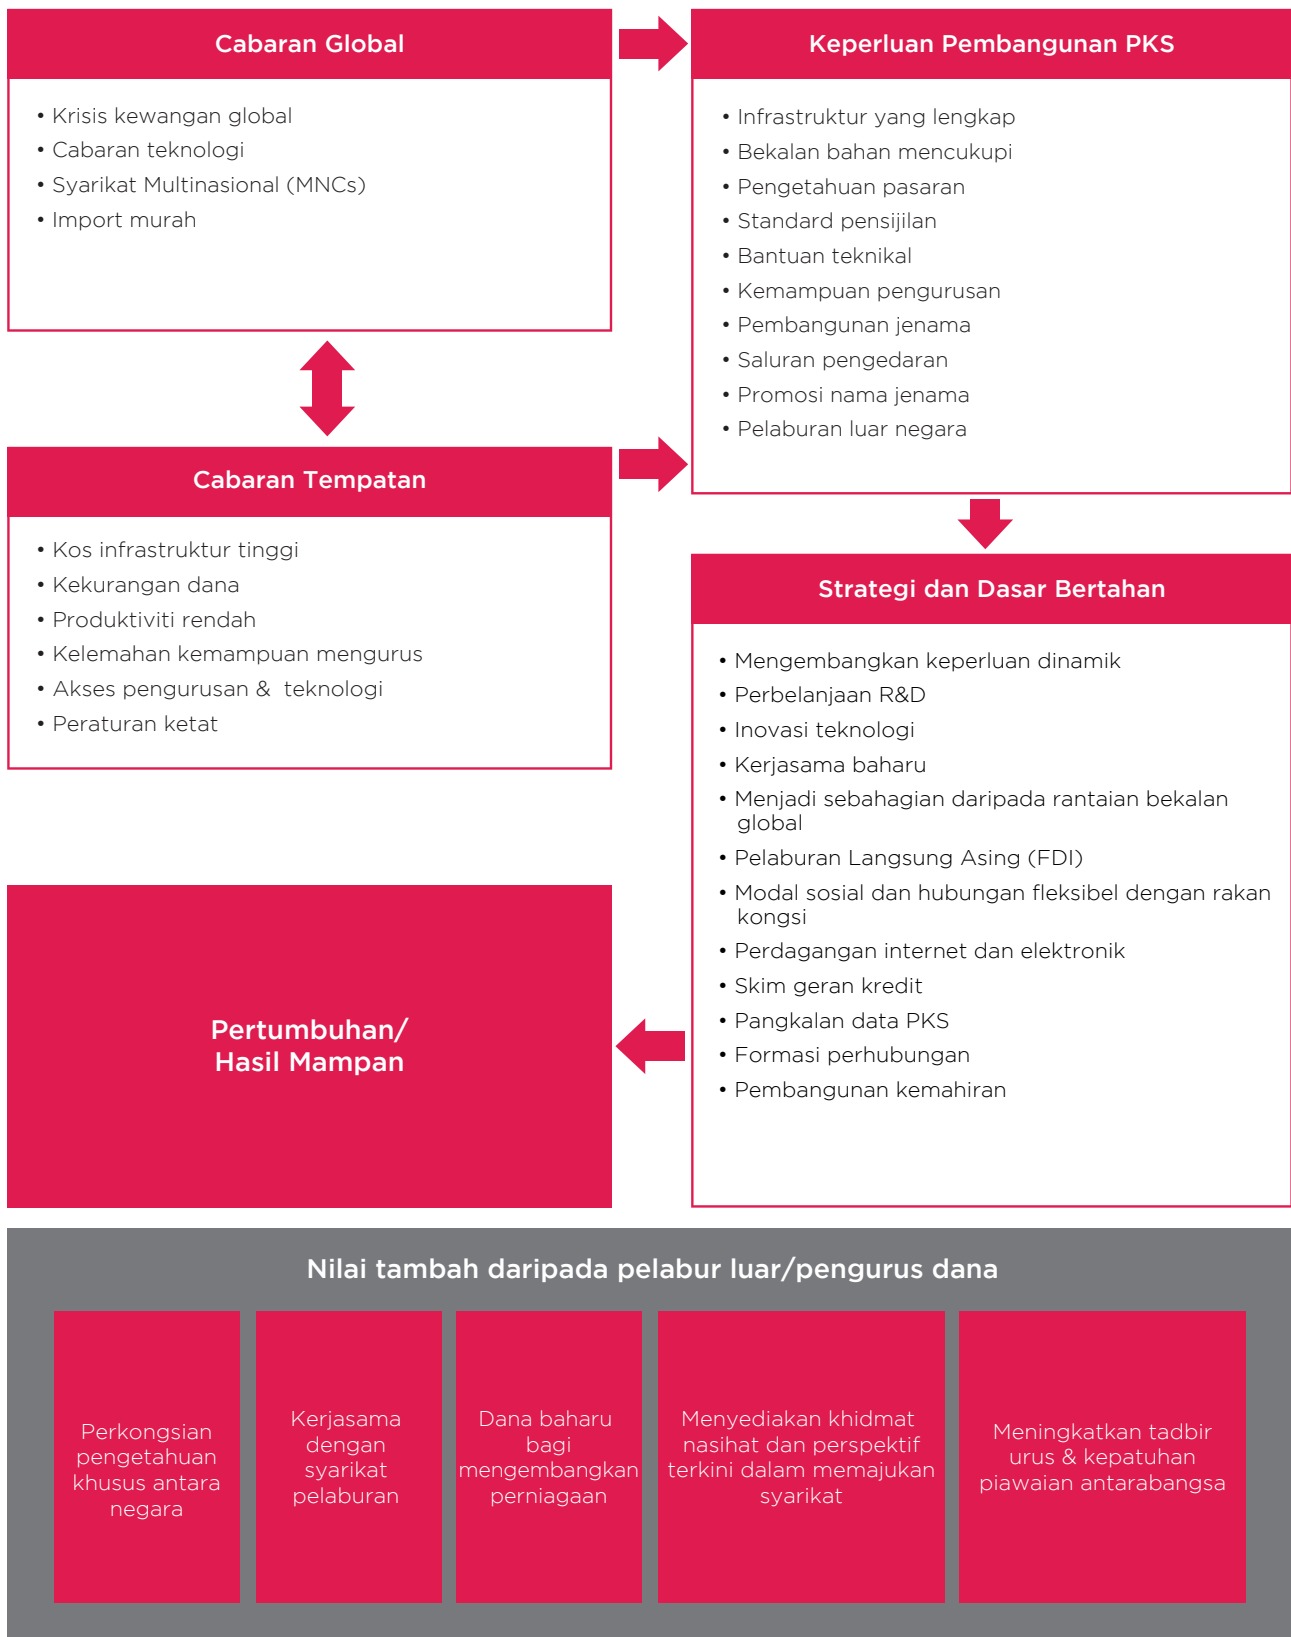 Cabaran Global
• Krisis kewangan global
• Cabaran teknologi
• Syarikat Multinasional (MNCs)
• Import murah
Keperluan Pembangunan PKS
• Infrastruktur yang lengkap
• Bekalan bahan mencukupi
• Pengetahuan pasaran
• Standard pensijilan
• Bantuan teknikal
• Kemampuan pengurusan
• Pembangunan jenama
• Saluran pengedaran
• Promosi nama jenama
• Pelaburan luar negara
Cabaran Tempatan
• Kos infrastruktur tinggi
• Kekurangan dana
• Produktiviti rendah
• Kelemahan kemampuan mengurus
• Akses pengurusan & teknologi
• Peraturan ketat
Strategi dan Dasar Bertahan
• Mengembangkan keperluan dinamik
• Perbelanjaan R&D
• Inovasi teknologi
• Kerjasama baharu
• Menjadi sebahagian daripada rantaian bekalan
global
• Pelaburan Langsung Asing (FDI)
• Modal sosial dan hubungan fleksibel dengan rakan
kongsi
• Perdagangan internet dan elektronik
• Skim geran kredit
• Pangkalan data PKS
• Formasi perhubungan
• Pembangunan kemahiran
Pertumbuhan/
Hasil Mampan
Nilai tambah daripada pelabur luar/pengurus dana
Perkongsian
pengetahuan
khusus antara
negara
Kerjasama
dengan
syarikat
pelaburan
Dana baharu
bagi
mengembangkan
perniagaan
Menyediakan khidmat
nasihat dan perspektif
terkini dalam memajukan
syarikat
Meningkatkan tadbir
urus & kepatuhan
piawaian antarabangsa